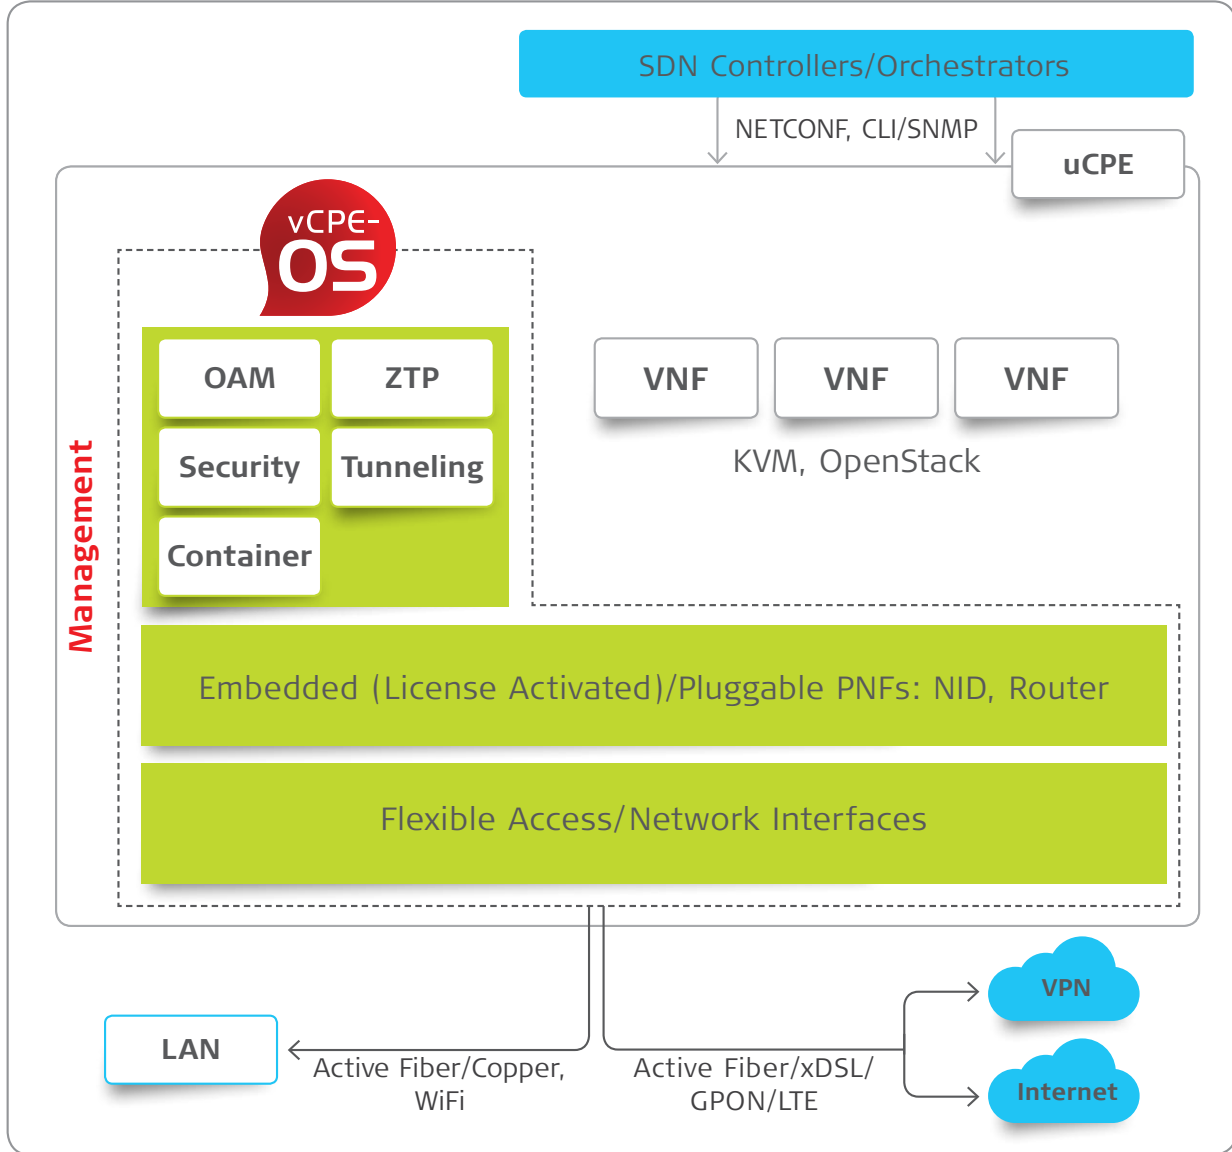 SDN Controllers/Orchestrators
NETCONF, CLI/SNMP
uCPE
vCPE-
OS
OAM
ZTP
VNF
VNF
VNF
Security
Tunneling
KVM, OpenStack
Container
Management
Embedded (License Activated)/Pluggable PNFs: NID, Router
Flexible Access/Network Interfaces
VPN
LAN
Active Fiber/Copper,
WiFi
Active Fiber/xDSL/
GPON/LTE
Internet